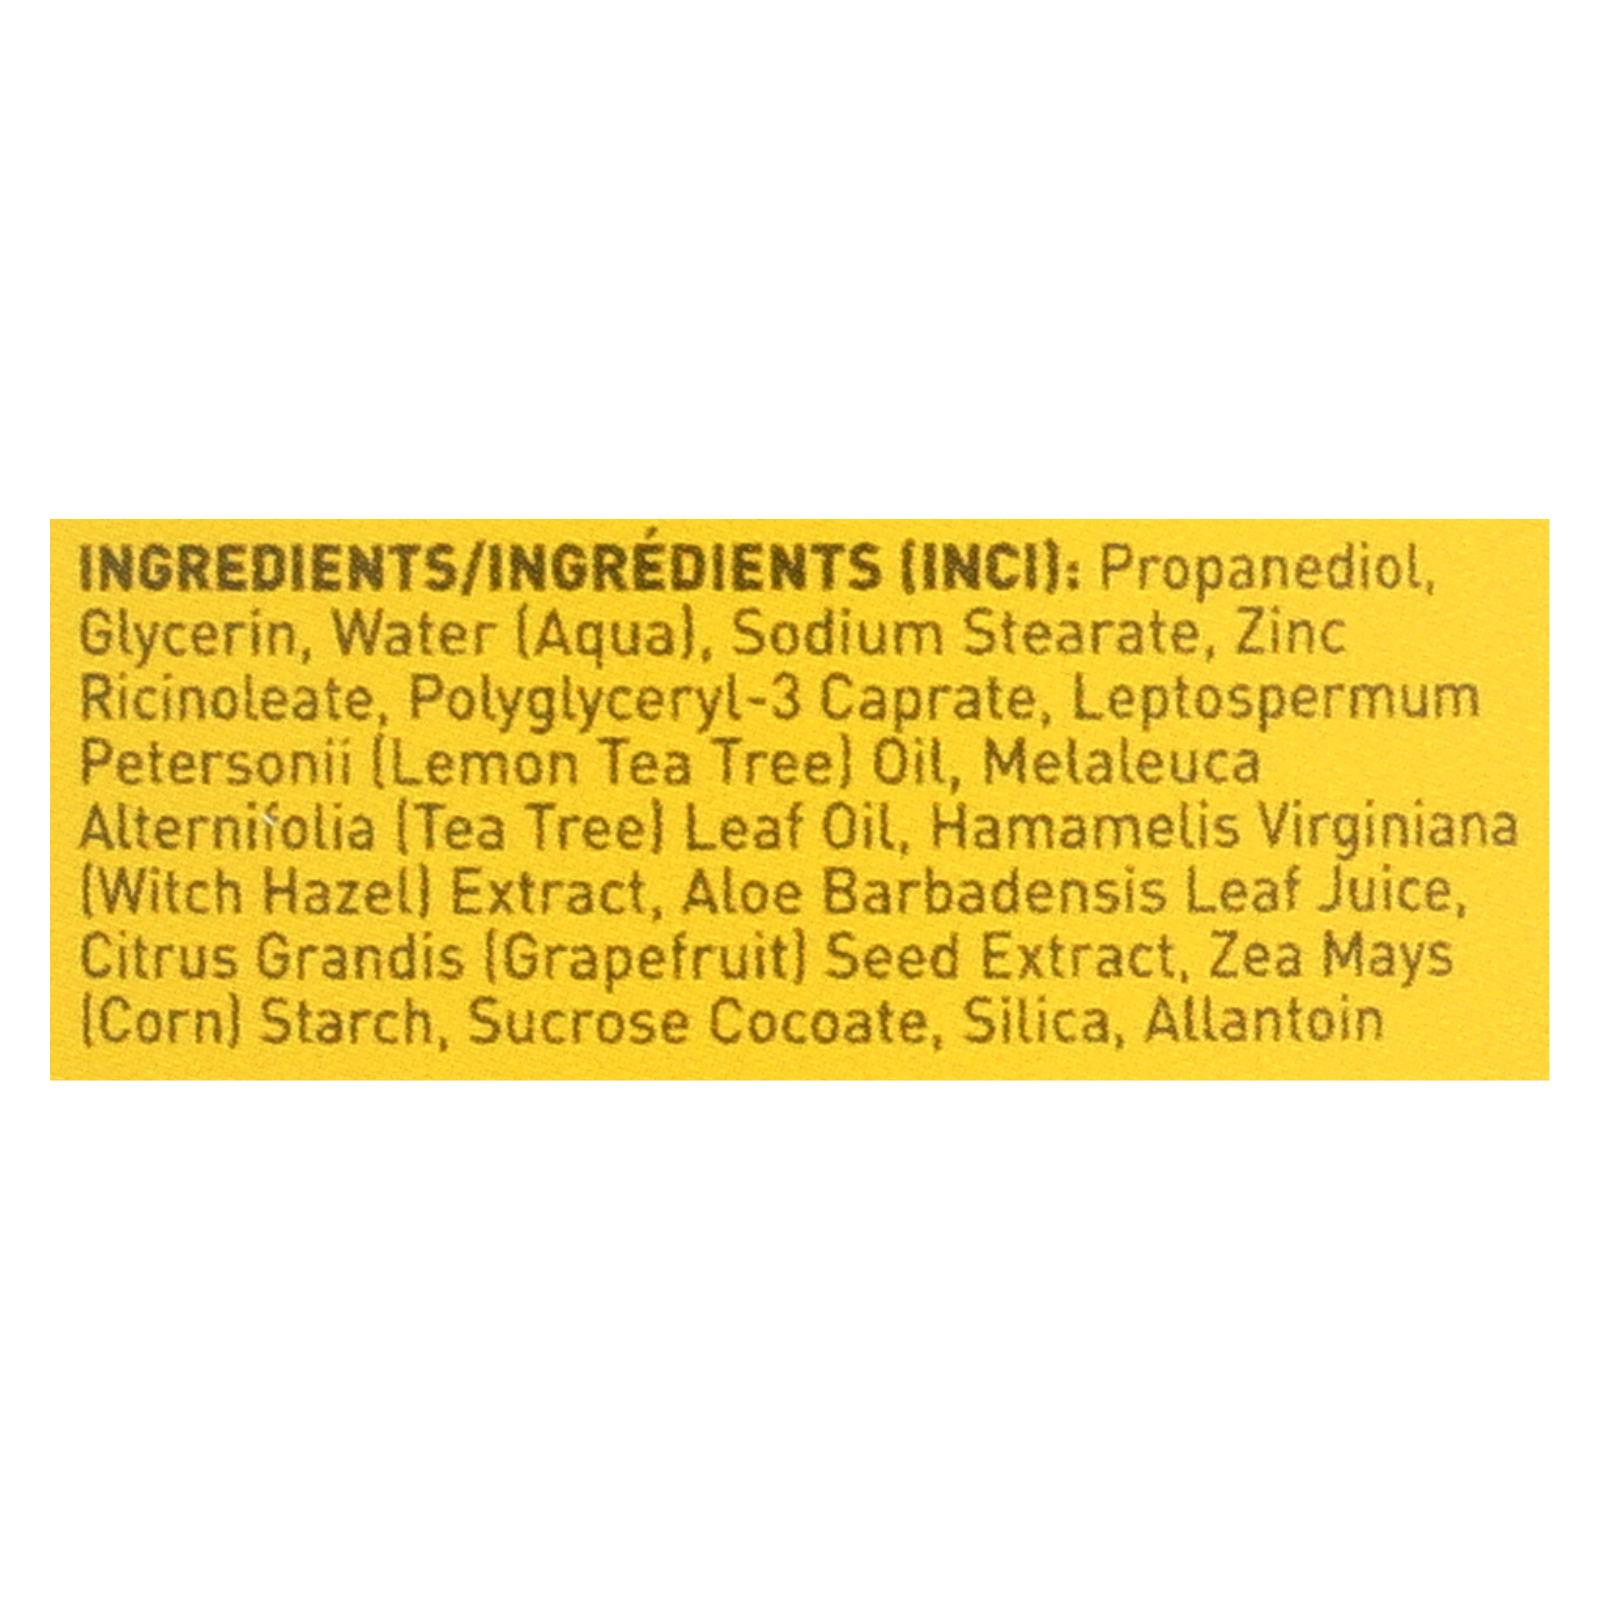 INGREDIENTS/INGRÉDIENTS (INCI): Propanediol,
Glycerin, Water (Aqua), Sodium Stearate, Zinc
Ricinoleate, Polyglyceryl-3 Caprate, Leptospermum
Petersonii (Lemon Tea Tree) Oil, Melaleuca
Alternifolia (Tea Tree) Leaf Oil, Hamamelis Virginiana
(Witch Hazel) Extract, Aloe Barbadensis Leaf Juice,
Citrus Grandis (Grapefruit) Seed Extract, Zea Mays
(Corn) Starch, Sucrose Cocoate, Silica, Allantoin